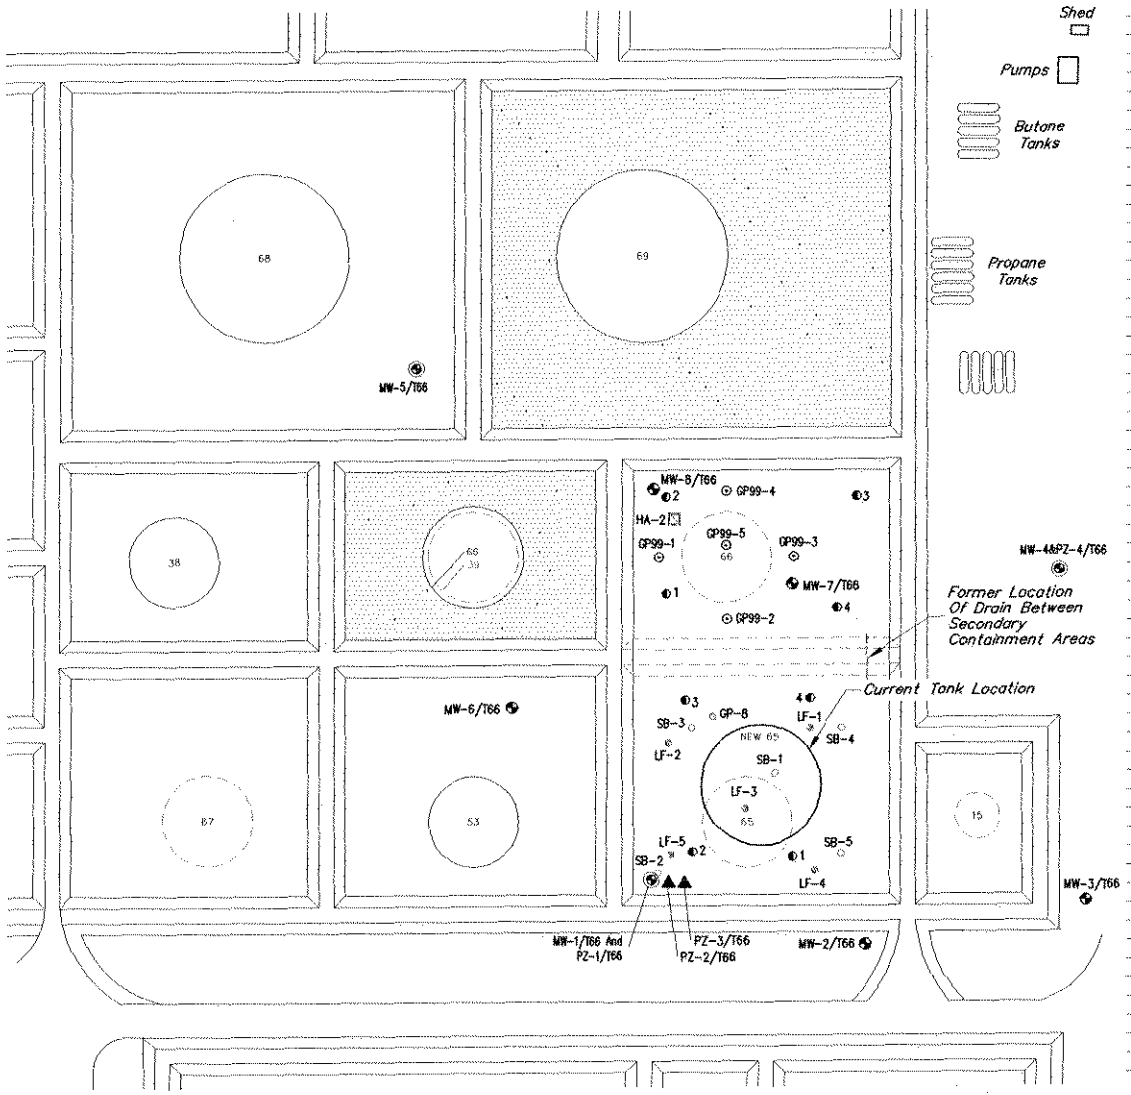 Shed
Pumps
Butane
Tanks
68
69
Propane
Tanks
MW-5/T66
MW-8/T66
2
GP99-4
3
HA-2
GP99-5
GP99-1
GP99-3
66
38
66
39
MW-4&PZ-4/T66
MW-7/T66
1
4
GP99-2
Former Location
Of Drain Between
Secondary
Containment Areas
Current Tank Location
MW-6/T66
3
GP-8
4
SB-3
LF-1
NEW 65
SB-4
LF-2
SB-1
LF-3
67
53
65
15
LF-5
2
1
SB-5
SB-2
LF-4
MW-3/T66
MW-1/T66 And
PZ-1/T66
PZ-3/T66
PZ-2/T66
MW-2/T66